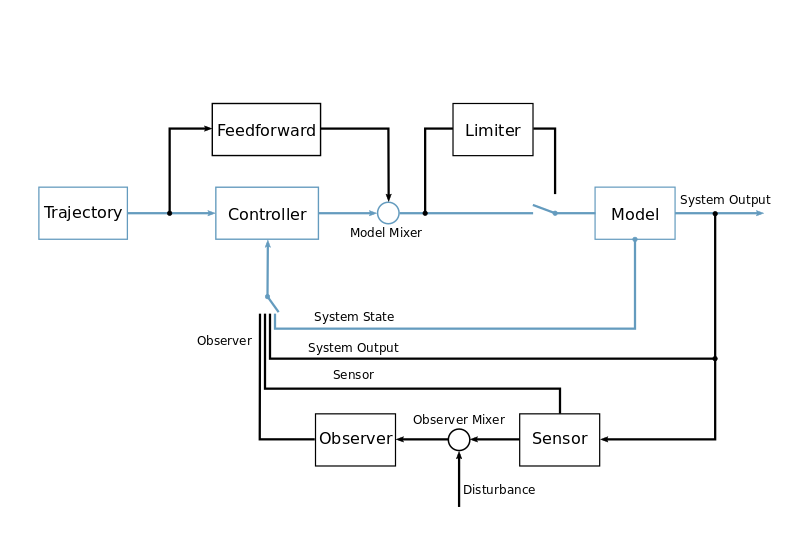 Feedforward
Limiter
Trajectory
Controller
Model Mixer
Model
System Output
System State
Observer
System Output
Sensor
Observer Mixer
Observer
Sensor
Disturbance